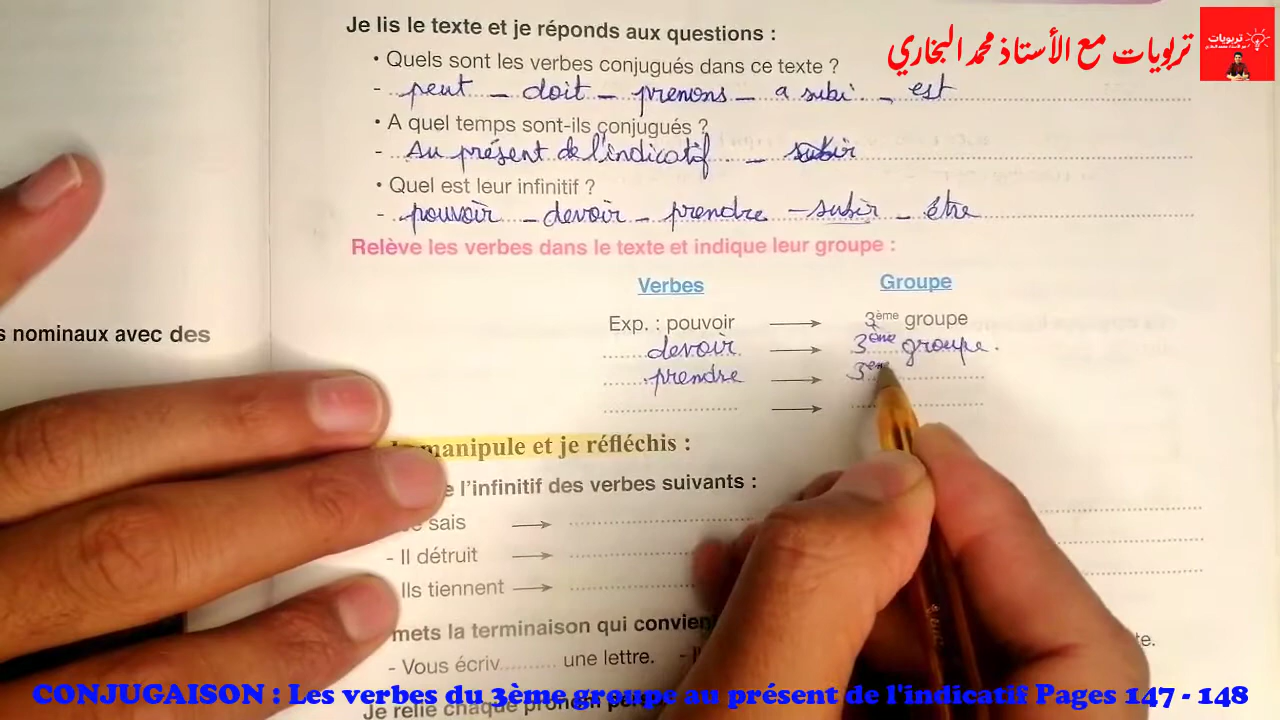 Je lis le texte et je réponds aux questions :
تربويات مع الأستاذ محمد البخاري
تربويات
• Quels sont les verbes conjugués dans ce texte ?
- peut - doit - prenons - a subi - est
• A quel temps sont-ils conjugués ?
- Au présent de l'indicatif. -
• Quel est leur infinitif ?
- pouvoir - devoir - prendre - subir - être
Relève les verbes dans le texte et indique leur groupe :
Verbes Groupe
Exp. : pouvoir → 3ème groupe
devoir → 3ème groupe.
prendre → 3em
→
s nominaux avec des
manipule et je réfléchis :
e l'infinitif des verbes suivants :
sais →
- Il détruit →
Ils tiennent →
mets la terminaison qui convien
te.
- Vous écriv.......... une lettre. -
Je relie chaque pronom
CONJUGAISON : Les verbes du 3ème groupe au présent de l'indicatif Pages 147 - 148